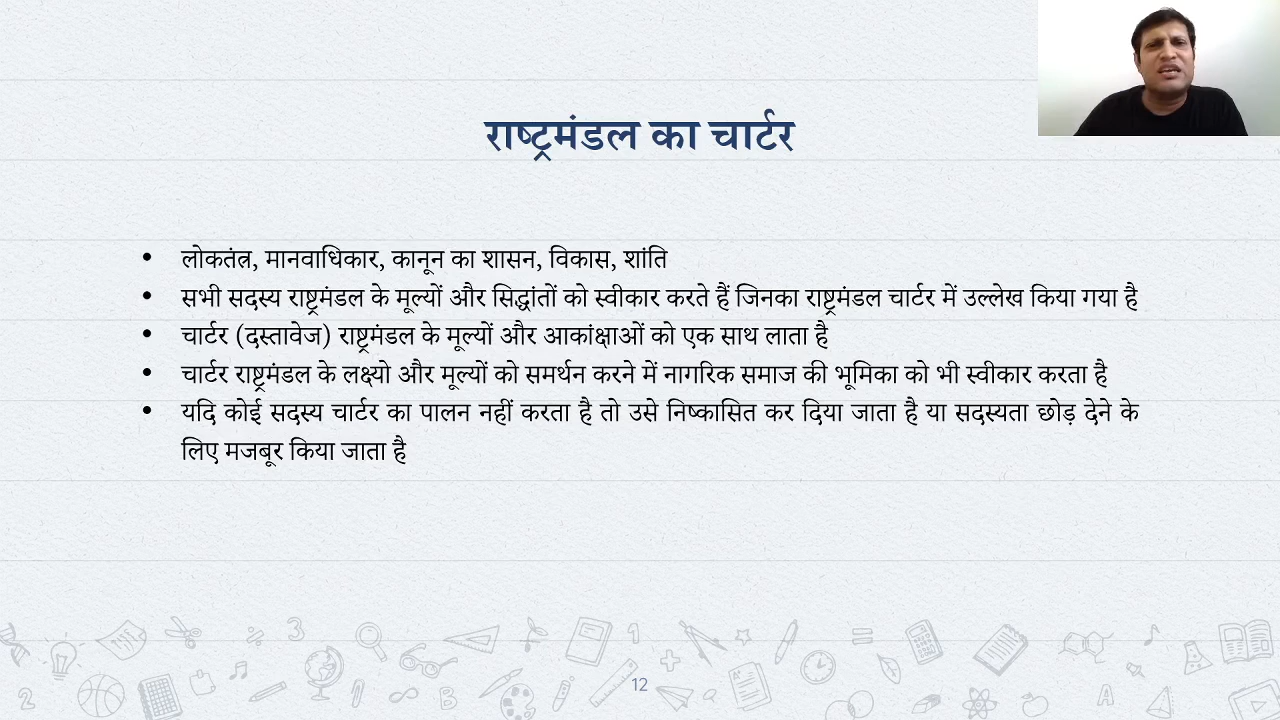 राष्ट्रमंडल का चार्टर
• लोकतंत्र, मानवाधिकार, कानून का शासन, विकास, शांति
• सभी सदस्य राष्ट्रमंडल के मूल्यों और सिद्धांतों को स्वीकार करते हैं जिनका राष्ट्रमंडल चार्टर में उल्लेख किया गया है
• चार्टर (दस्तावेज) राष्ट्रमंडल के मूल्यों और आकांक्षाओं को एक साथ लाता है
• चार्टर राष्ट्रमंडल के लक्ष्यो और मूल्यों को समर्थन करने में नागरिक समाज की भूमिका को भी स्वीकार करता है
• यदि कोई सदस्य चार्टर का पालन नहीं करता है तो उसे निष्कासित कर दिया जाता है या सदस्यता छोड़ देने के
लिए मजबूर किया जाता है
12